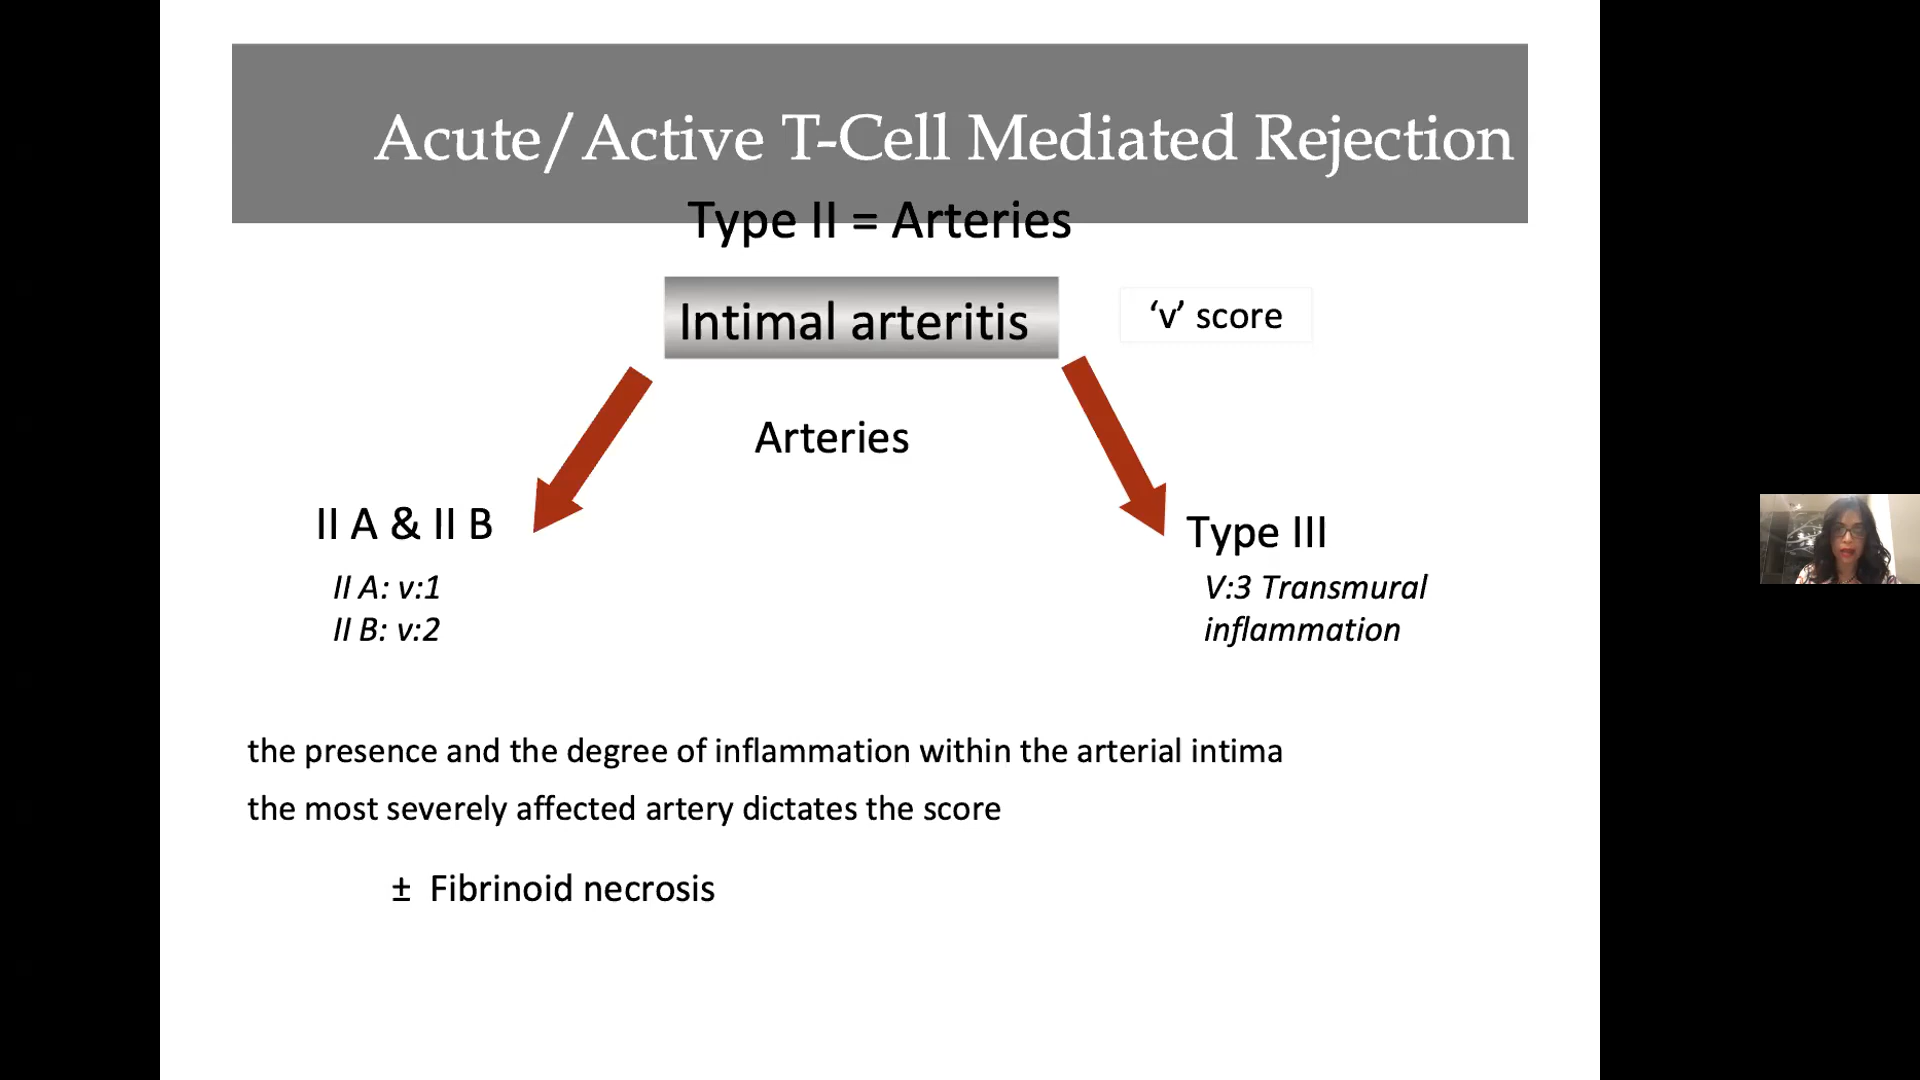 Acute/Active T-Cell Mediated Rejection
Type II = Arteries
Intimal arteritis
‘v’ score
Arteries
II A & II B
II A: v:1
II B: v:2
Type III
V:3 Transmural
inflammation
the presence and the degree of inflammation within the arterial intima
the most severely affected artery dictates the score
± Fibrinoid necrosis